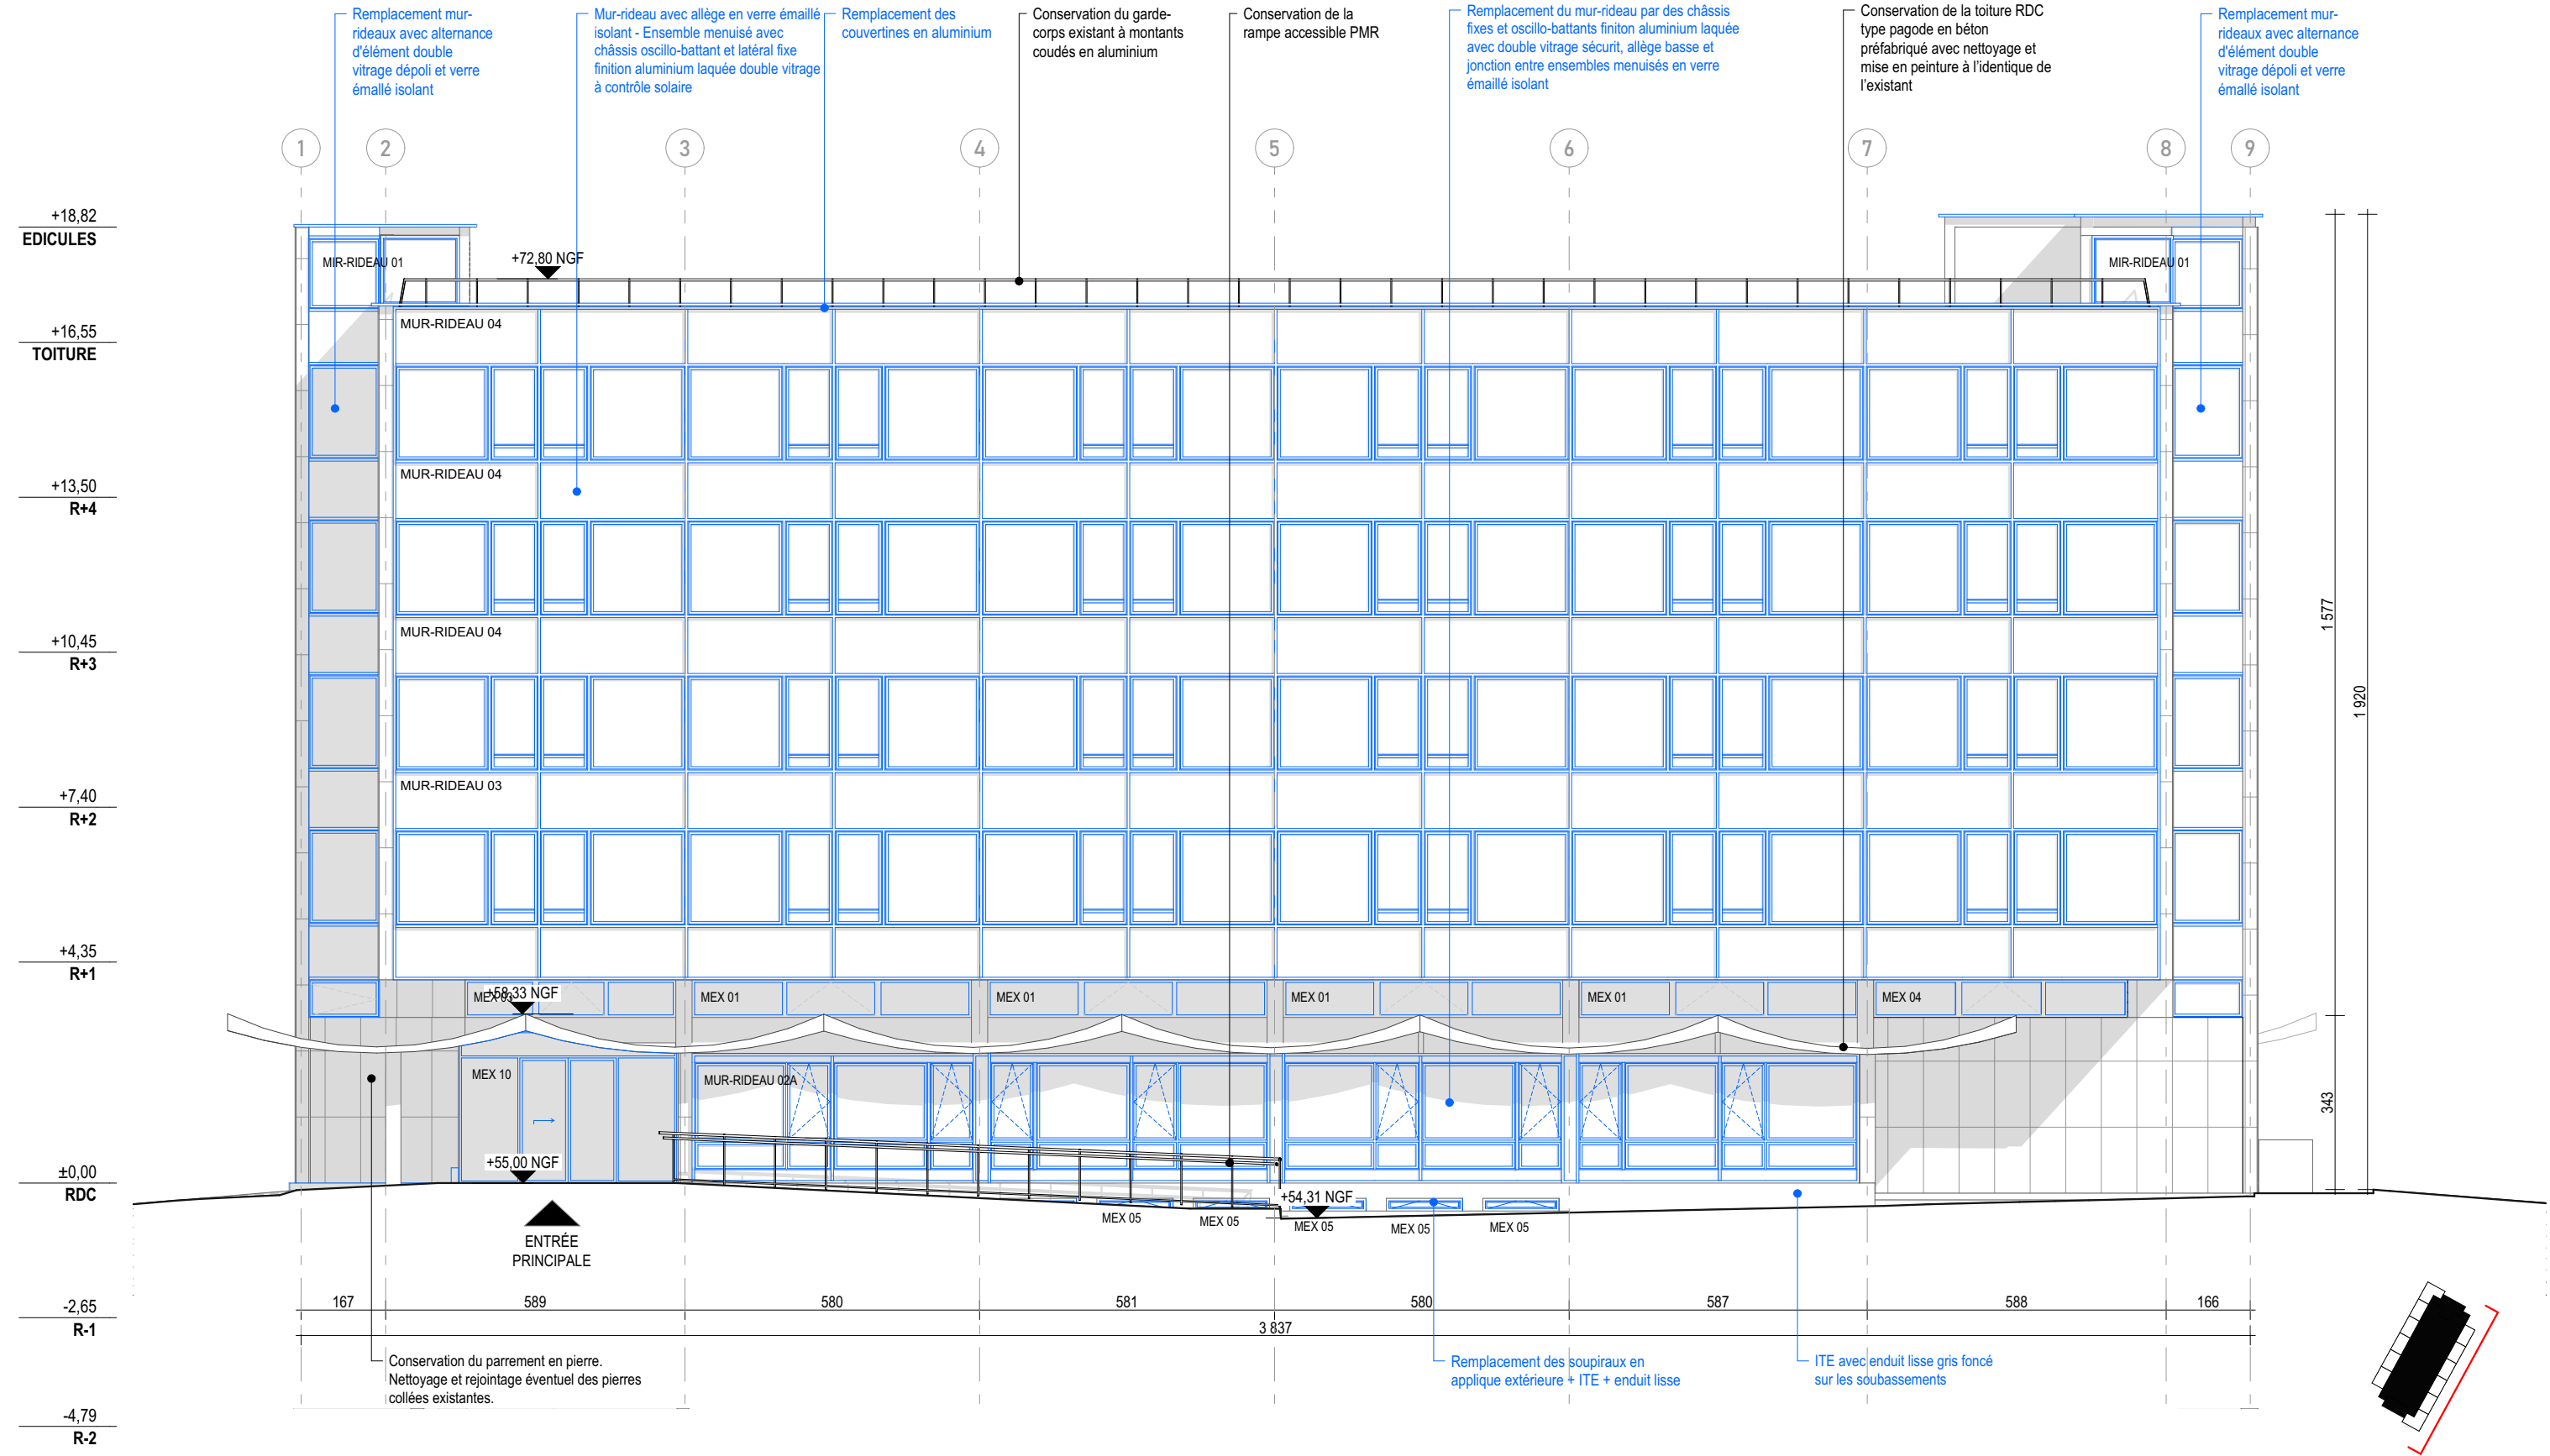 Remplacement mur-
rideaux avec alternance
d'élément double
vitrage dépoli et verre
émallé isolant
Mur-rideau avec allège en verre émaillé
isolant - Ensemble menuisé avec
châssis oscillo-battant et latéral fixe
finition aluminium laquée double vitrage
à contrôle solaire
Remplacement des
couvertines en aluminium
Conservation du garde-
corps existant à montants
coudés en aluminium
Conservation de la
rampe accessible PMR
Remplacement du mur-rideau par des châssis
fixes et oscillo-battants finiton aluminium laquée
avec double vitrage sécurit, allège basse et
jonction entre ensembles menuisés en verre
émaillé isolant
Conservation de la toiture RDC
type pagode en béton
préfabriqué avec nettoyage et
mise en peinture à l'identique de
l'existant
Remplacement mur-
rideaux avec alternance
d'élément double
vitrage dépoli et verre
émallé isolant
1
2
3
4
5
6
7
8
9
+18,82
EDICULES
MIR-RIDEAU 01
+72,80 NGF
MIR-RIDEAU 01
+16,55
TOITURE
MUR-RIDEAU 04
MUR-RIDEAU 04
+13,50
R+4
MUR-RIDEAU 04
+10,45
R+3
1 577
1 920
MUR-RIDEAU 03
+7,40
R+2
+4,35
R+1
MEX 03
+58,33 NGF
MEX 01
MEX 01
MEX 01
MEX 01
MEX 04
MEX 10
MUR-RIDEAU 02A
343
+55,00 NGF
±0,00
RDC
+54,31 NGF
MEX 05
MEX 05
MEX 05
MEX 05
MEX 05
ENTRÉE
PRINCIPALE
-2,65
R-1
167
589
580
581
580
587
588
166
3 837
Conservation du parrement en pierre.
Nettoyage et rejointage éventuel des pierres
collées existantes.
Remplacement des soupiraux en
applique extérieure + ITE + enduit lisse
ITE avec enduit lisse gris foncé
sur les soubassements
-4,79
R-2